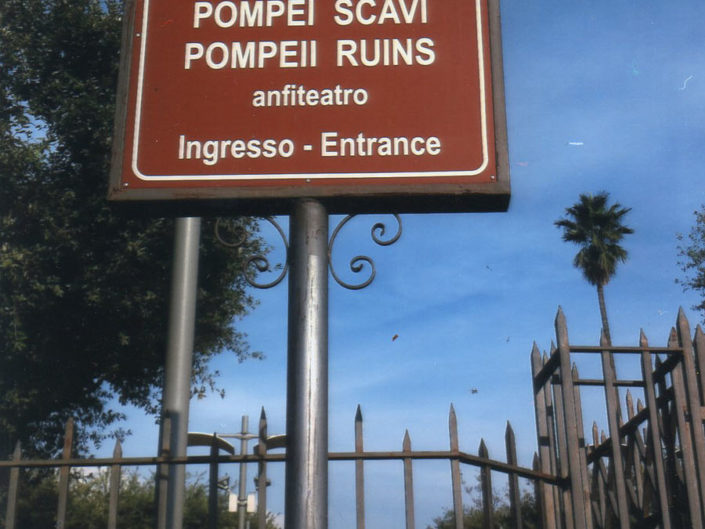 POMPEI SCAVI
POMPEII RUINS
anfiteatro
Ingresso - Entrance